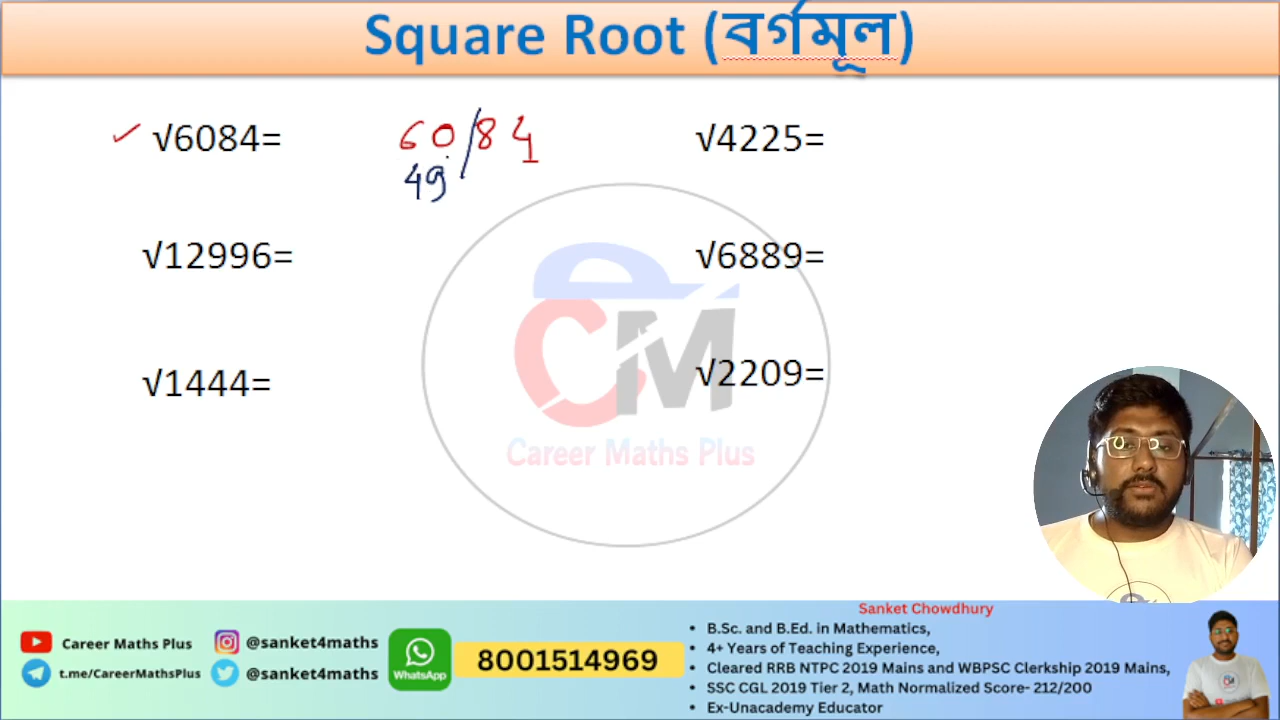 Square Root (বর্গমূল)
√6084=
60/84
49
√4225=
√12996=
√6889=
√1444=
√2209=
CM
Career Maths Plus
Sanket Chowdhury
Career Maths Plus
@sanket4maths
t.me/CareerMathsPlus
@sanket4maths
WhatsApp
8001514969
• B.Sc. and B.Ed. in Mathematics,
• 4+ Years of Teaching Experience,
• Cleared RRB NTPC 2019 Mains and WBPSC Clerkship 2019 Mains,
• SSC CGL 2019 Tier 2, Math Normalized Score- 212/200
• Ex-Unacademy Educator